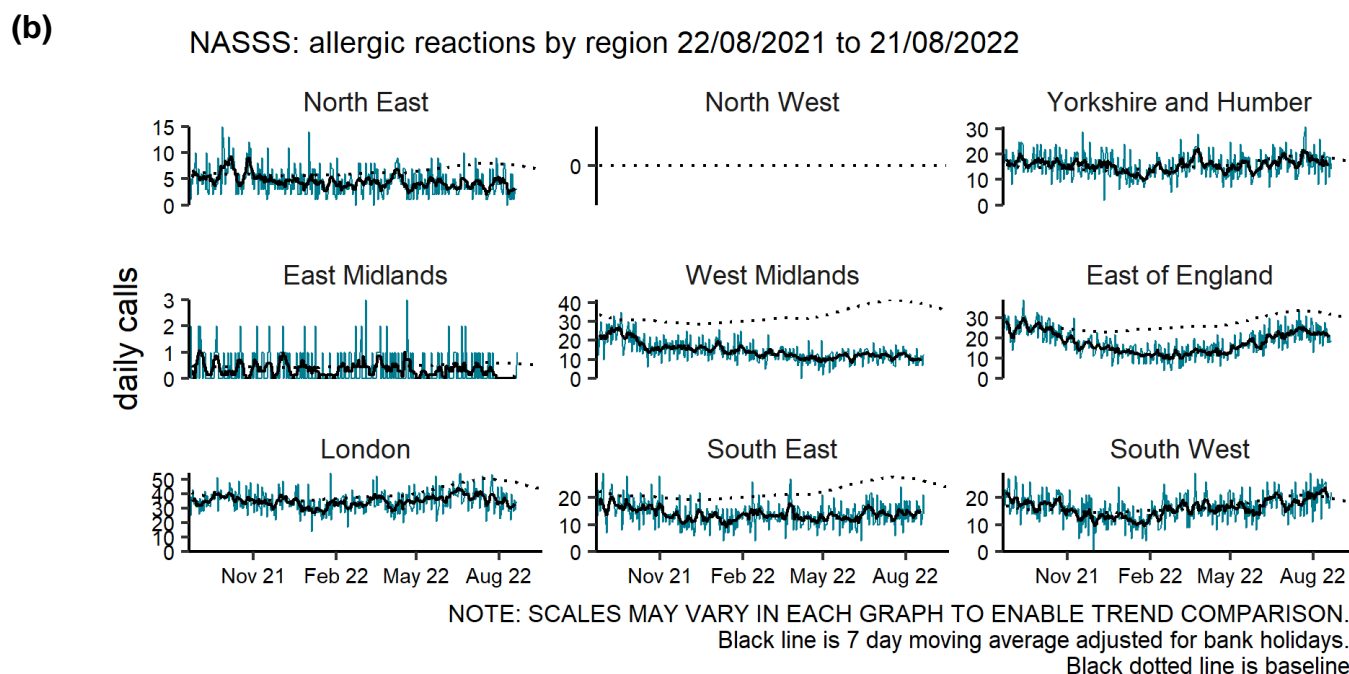 (b)
NASSS: allergic reactions by region 22/08/2021 to 21/08/2022
North East
North West
Yorkshire and Humber
15
10
5
0
0
30
20
10
0
daily calls
East Midlands
West Midlands
East of England
3
2
1
0
40
30
20
10
0
30
20
10
0
London
South East
South West
50
40
30
20
10
0
20
10
0
20
10
0
Nov 21 Feb 22 May 22 Aug 22
Nov 21 Feb 22 May 22 Aug 22
Nov 21 Feb 22 May 22 Aug 22
NOTE: SCALES MAY VARY IN EACH GRAPH TO ENABLE TREND COMPARISON.
Black line is 7 day moving average adjusted for bank holidays.
Black dotted line is baseline